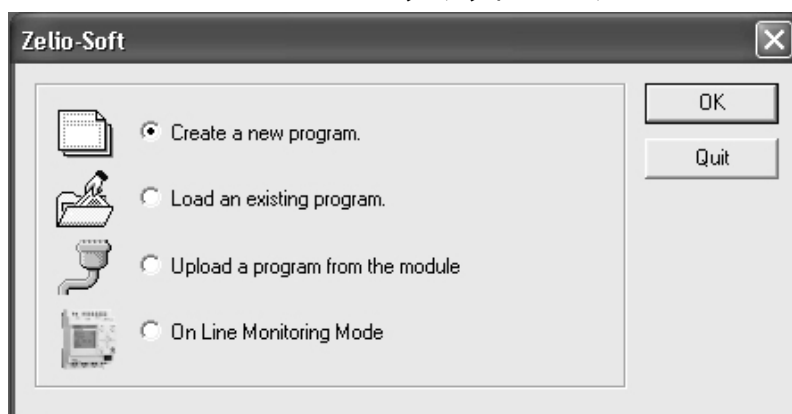 Zelio-Soft
Create a new program.
Load an existing program.
Upload a program from the module
On Line Monitoring Mode
OK
Quit